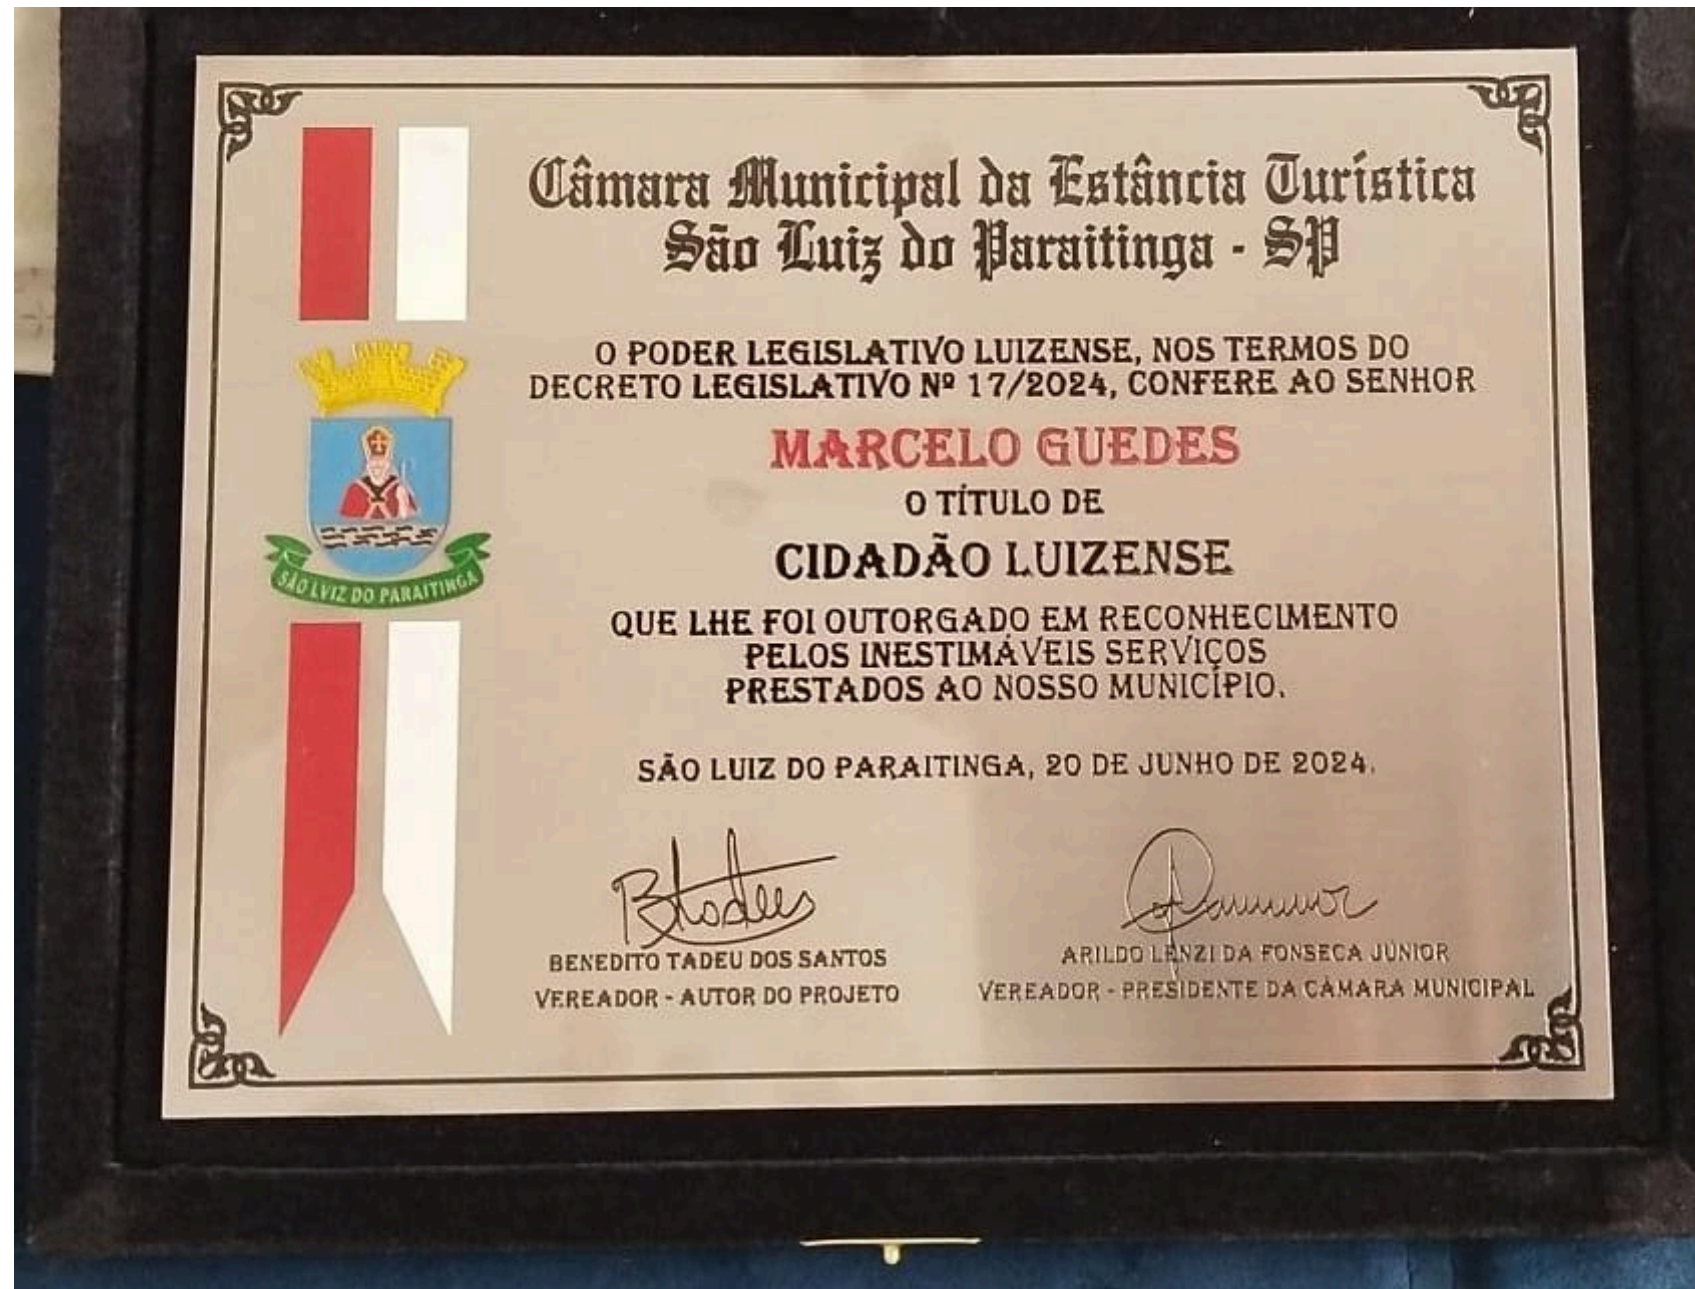 Câmara Municipal da Estância Turística
São Luiz do Paraitinga - SP
O PODER LEGISLATIVO LUIZENSE, NOS TERMOS DO
DECRETO LEGISLATIVO Nº 17/2024, CONFERE AO SENHOR
MARCELO GUEDES
O TÍTULO DE
CIDADÃO LUIZENSE
QUE LHE FOI OUTORGADO EM RECONHECIMENTO
PELOS INESTIMÁVEIS SERVIÇOS
PRESTADOS AO NOSSO MUNICÍPIO.
SÃO LUIZ DO PARAITINGA, 20 DE JUNHO DE 2024.
BENEDITO TADEU DOS SANTOS
VEREADOR - AUTOR DO PROJETO
ARILDO LENZI DA FONSECA JÚNIOR
VEREADOR - PRESIDENTE DA CÂMARA MUNICIPAL
SÃO LVIZ DO PARAITINGA